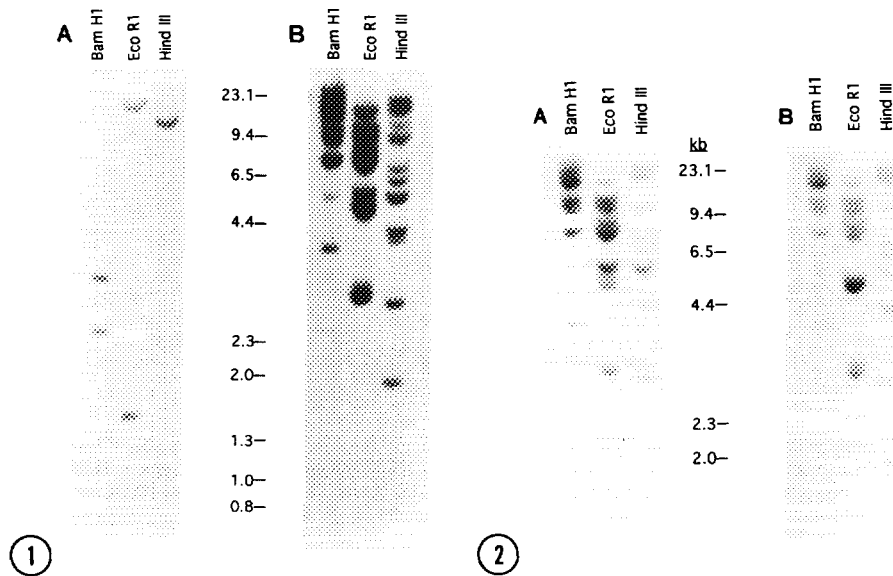 A
Bam H1
Eco R1
Hind III
B
Bam H1
Eco R1
Hind III
23.1–
9.4–
6.5–
4.4–
2.3–
2.0–
1.3–
1.0–
0.8–
1
A
Bam H1
Eco R1
Hind III
kb
23.1–
9.4–
6.5–
4.4–
2.3–
2.0–
B
Bam H1
Eco R1
Hind III
2